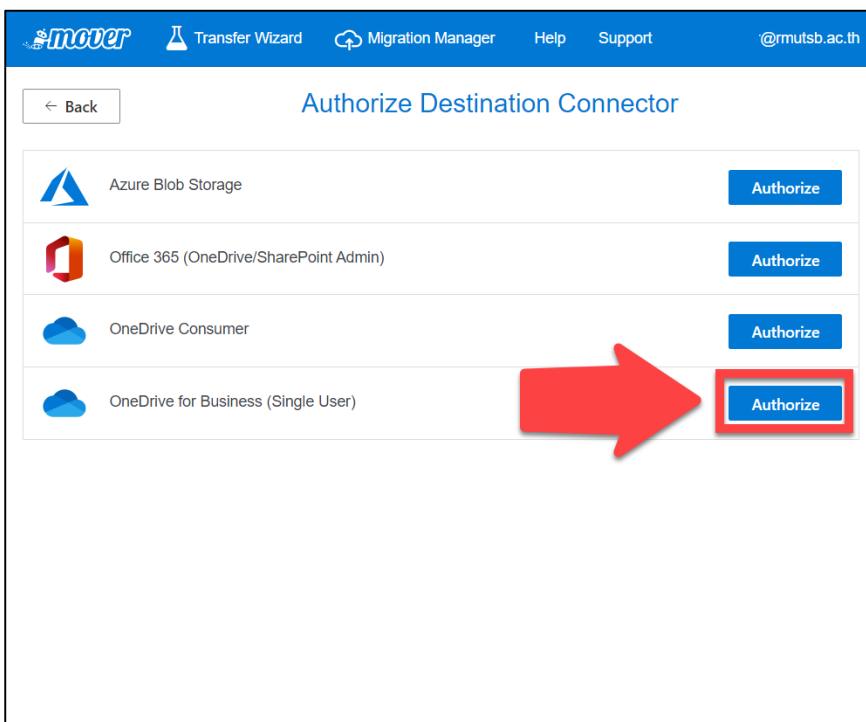 mover Transfer Wizard Migration Manager Help Support @rmutsb.ac.th
← Back Authorize Destination Connector
Azure Blob Storage Authorize
Office 365 (OneDrive/SharePoint Admin) Authorize
OneDrive Consumer Authorize
OneDrive for Business (Single User) Authorize